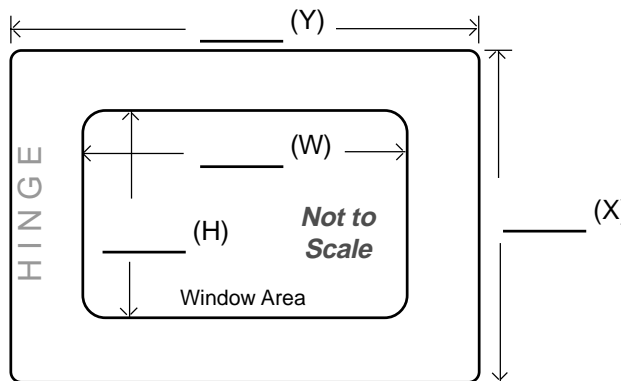 (Y)
(W)
HINGE
(X)
Not to
Scale
(H)
Window Area